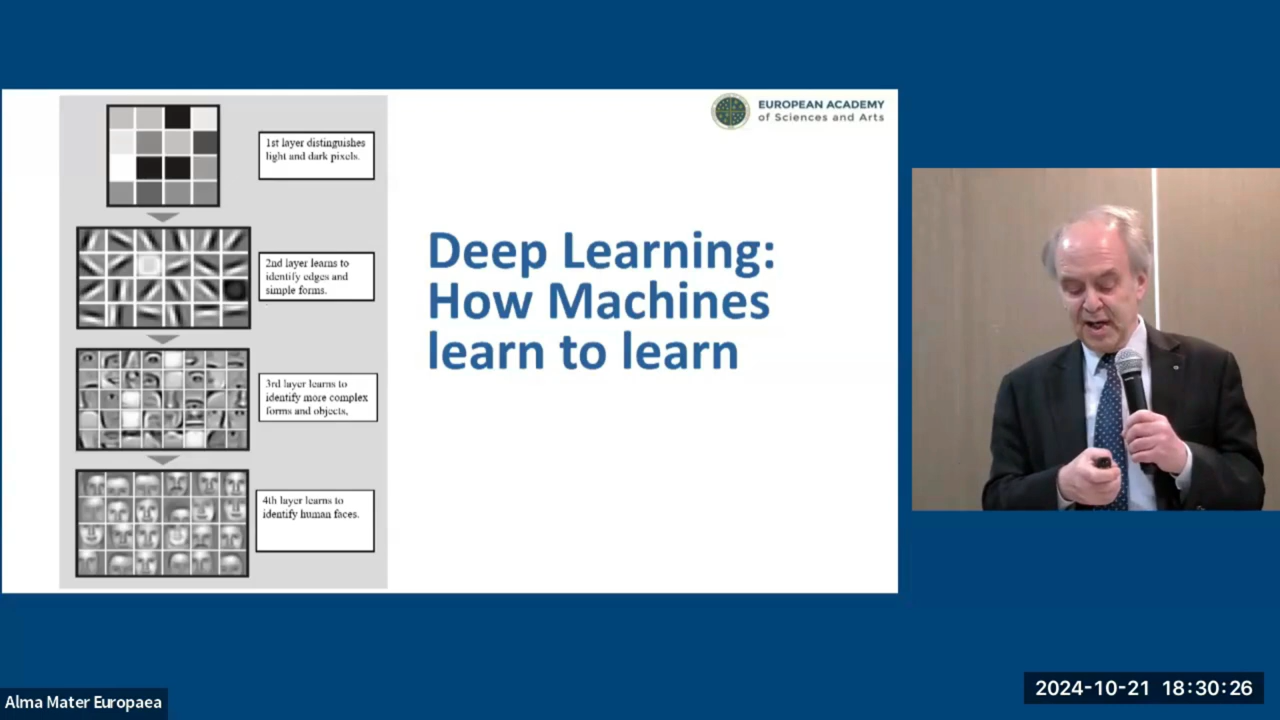 1st layer distinguishes
light and dark pixels.
2nd layer learns to
identify edges and
simple forms.
3rd layer learns to
identify more complex
forms and objects.
4th layer learns to
identify human faces.
EUROPEAN ACADEMY
of Sciences and Arts
Deep Learning:
How Machines
learn to learn
Alma Mater Europaea
2024-10-21 18:30:26